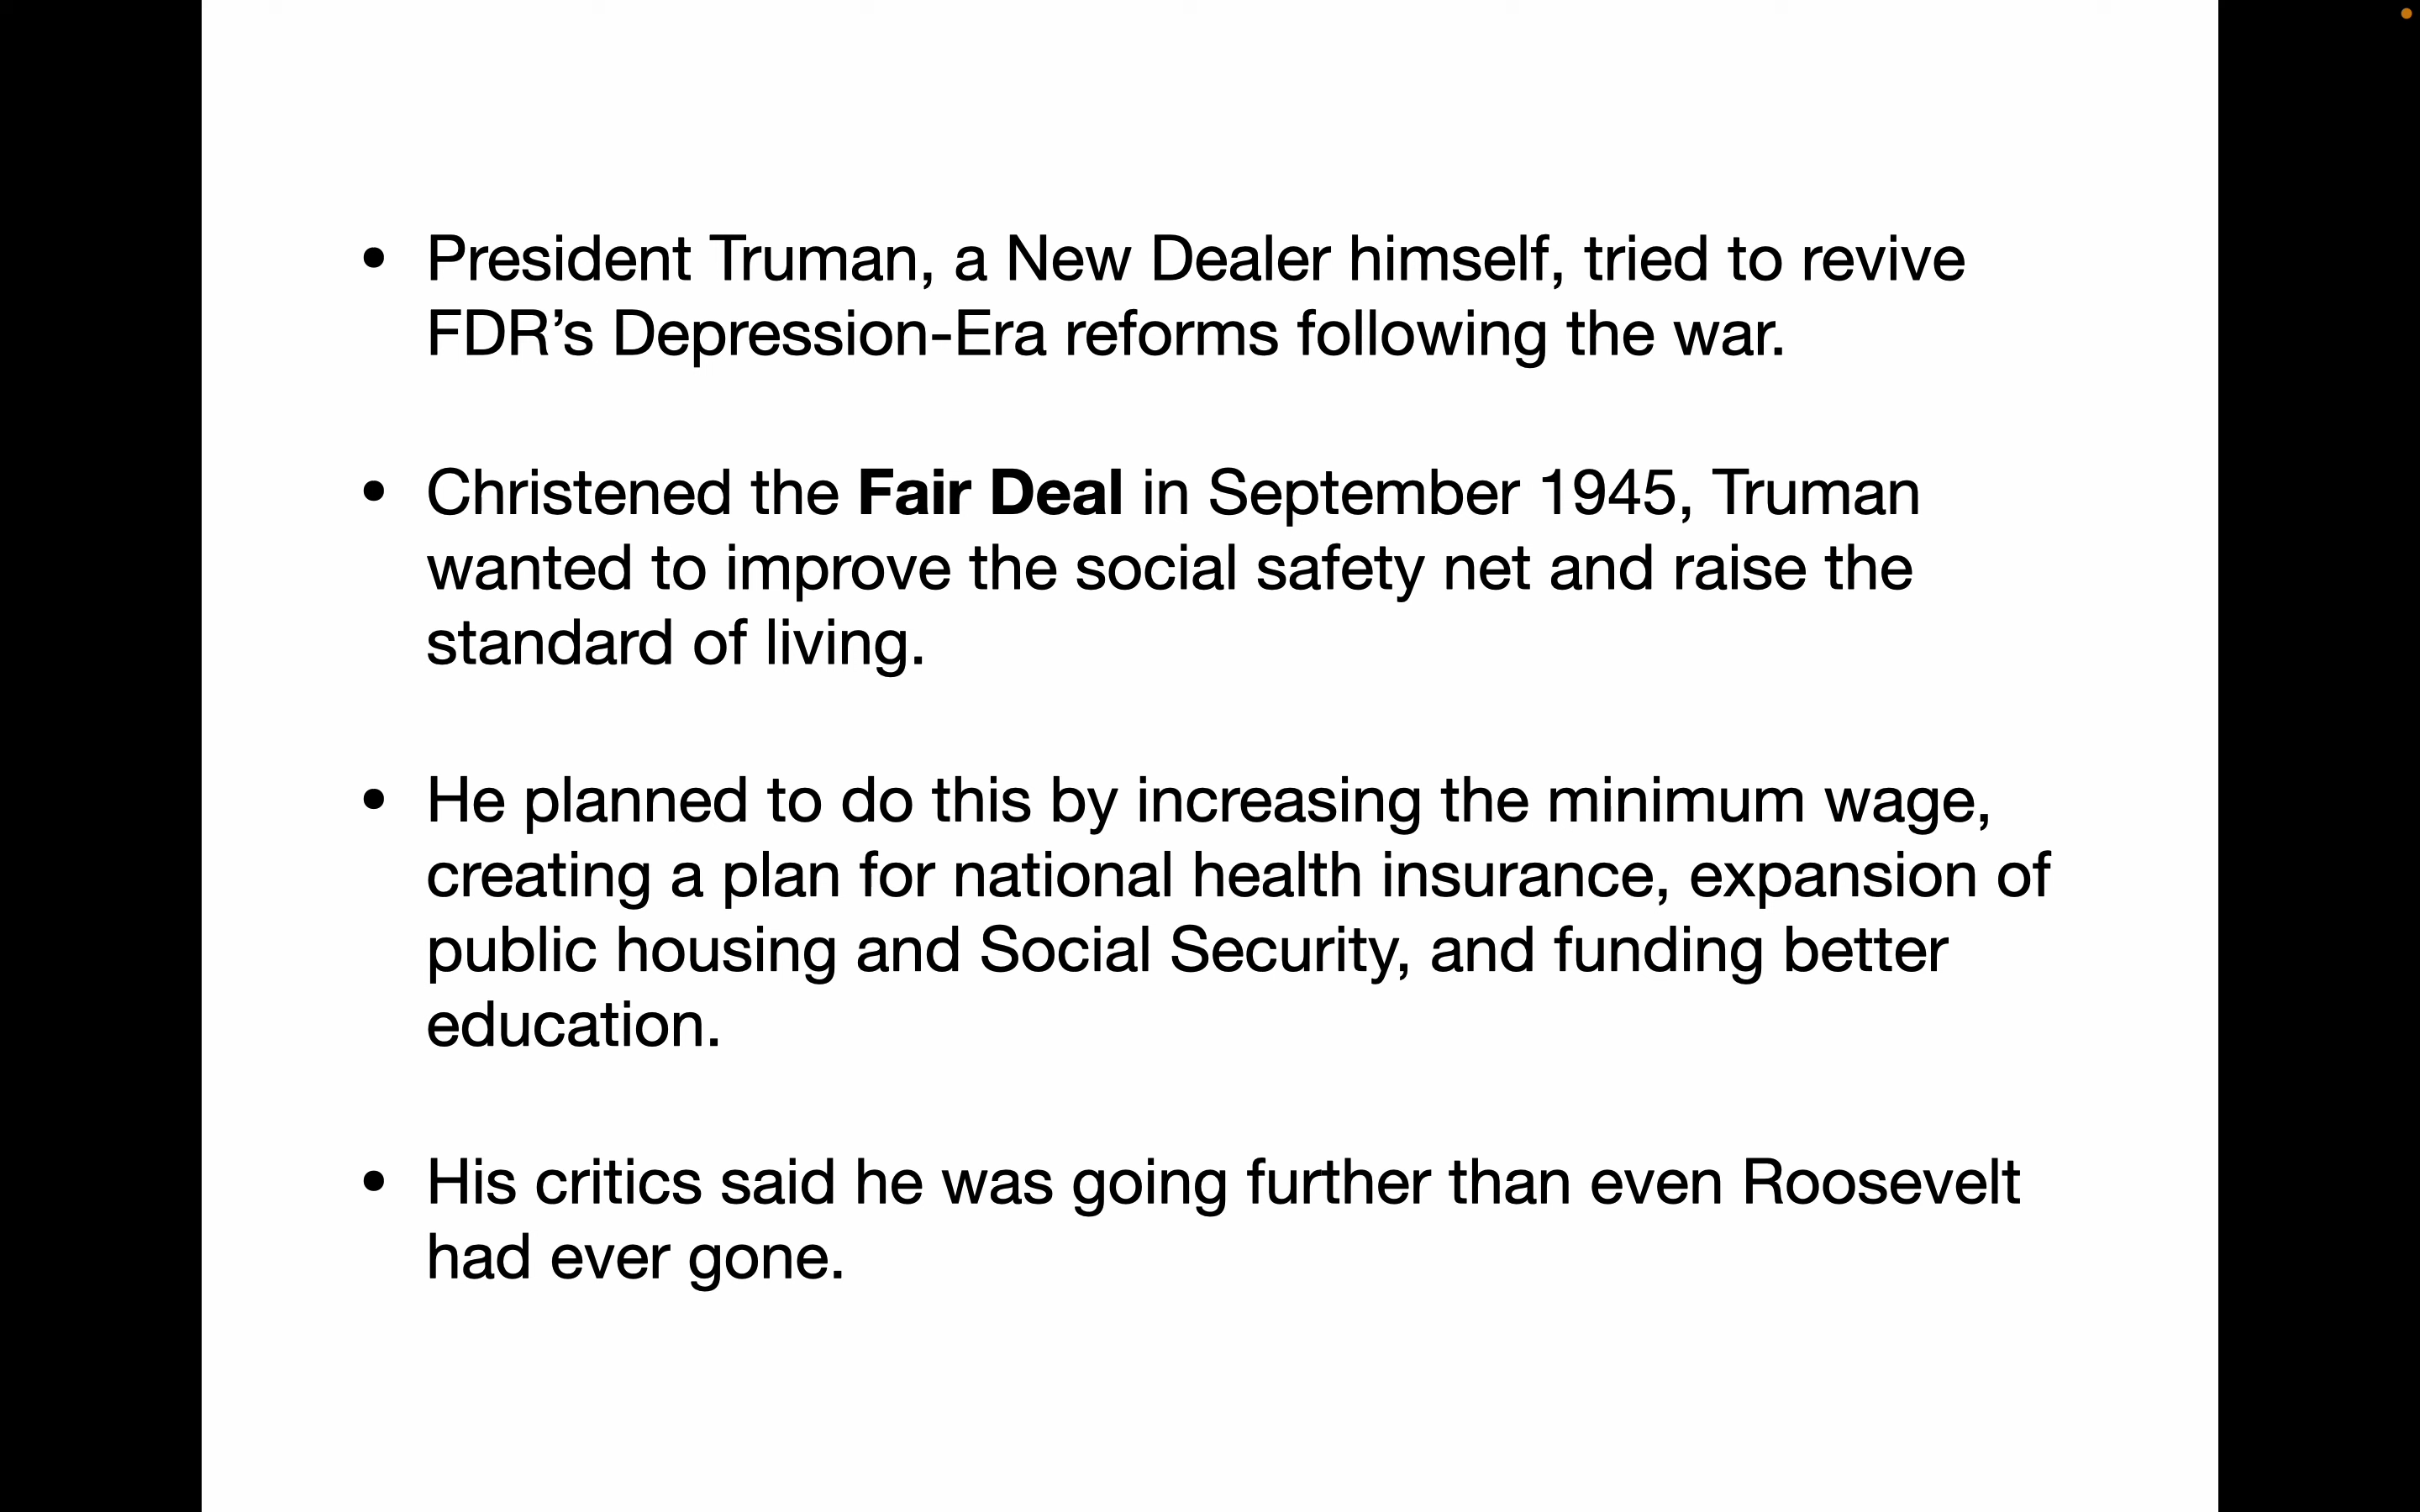 • President Truman, a New Dealer himself, tried to revive
FDR’s Depression-Era reforms following the war.
• Christened the Fair Deal in September 1945, Truman
wanted to improve the social safety net and raise the
standard of living.
• He planned to do this by increasing the minimum wage,
creating a plan for national health insurance, expansion of
public housing and Social Security, and funding better
education.
• His critics said he was going further than even Roosevelt
had ever gone.